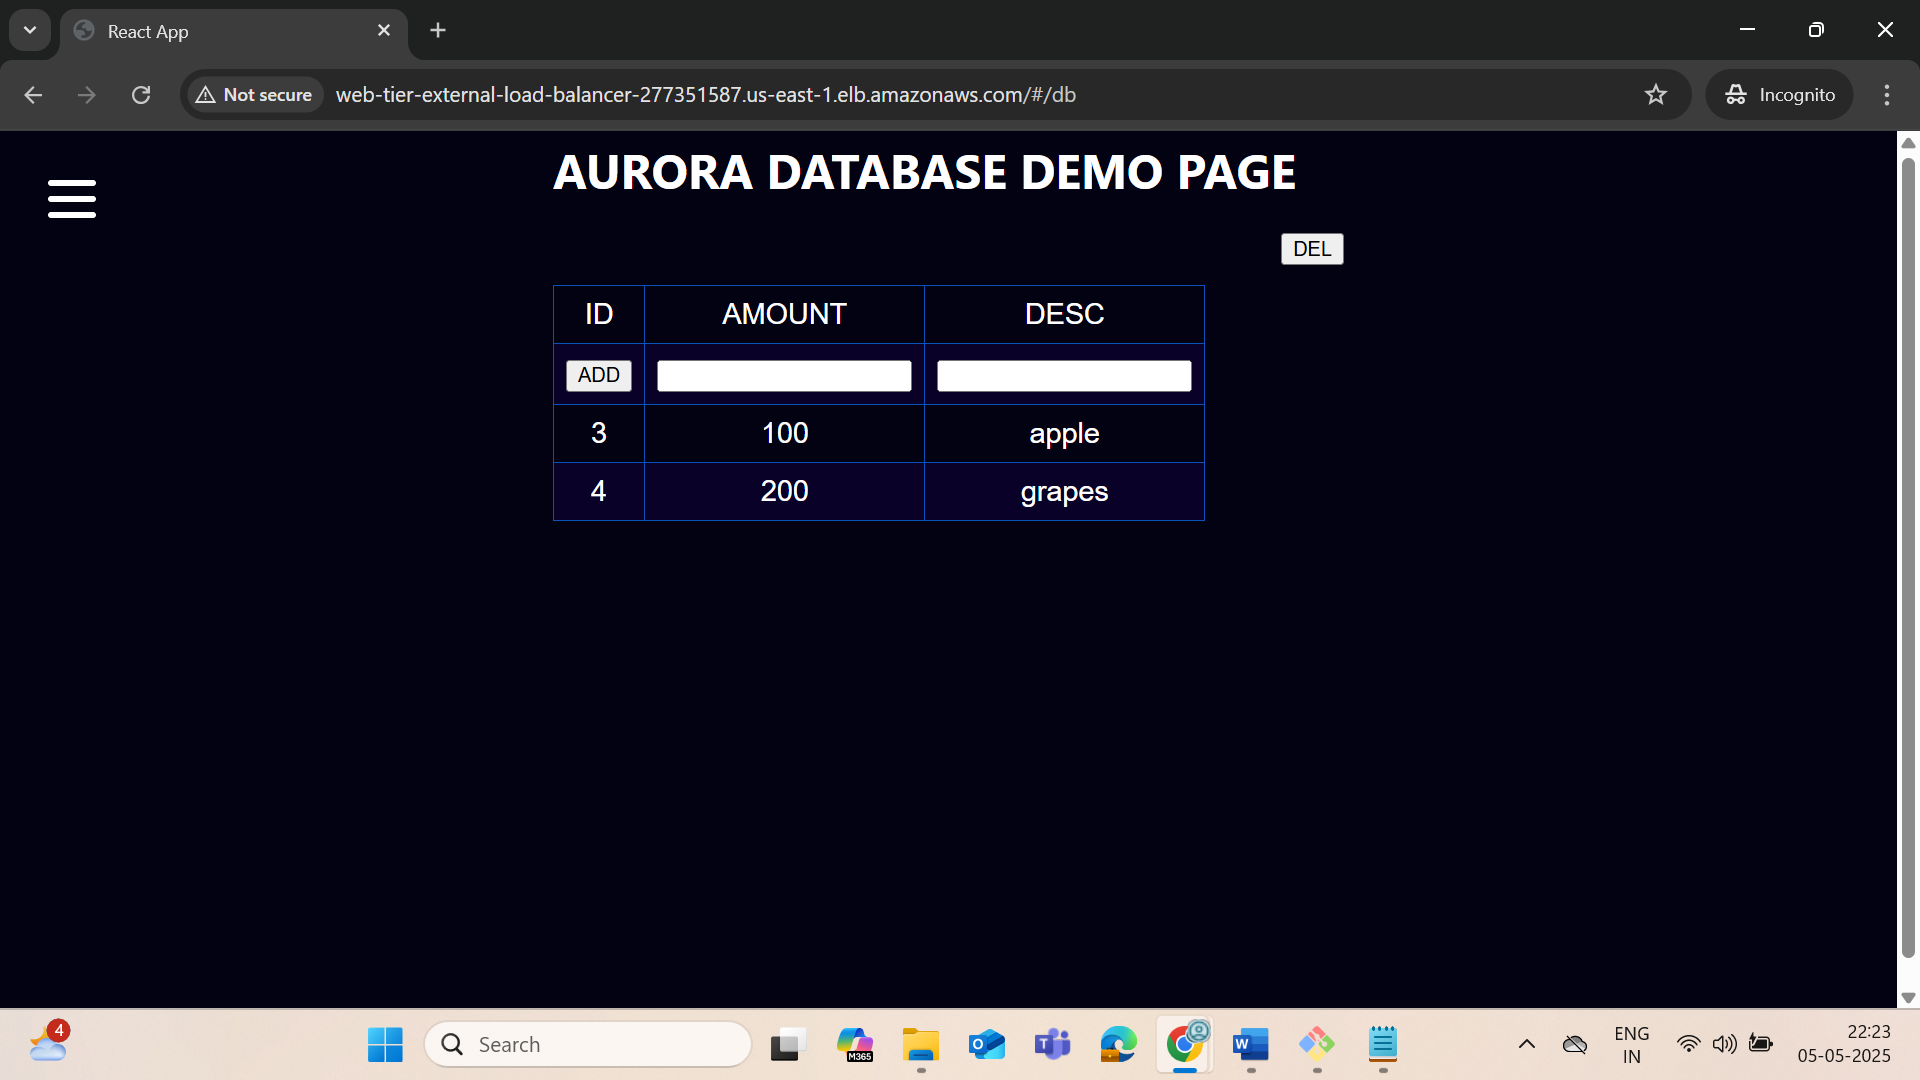 React App
Not secure
web-tier-external-load-balancer-277351587.us-east-1.elb.amazonaws.com/#/db
Incognito
AURORA DATABASE DEMO PAGE
DEL
ID AMOUNT DESC
ADD
3 100 apple
4 200 grapes
4
Search
M365
O
T
W
ENG
IN
22:23
05-05-2025